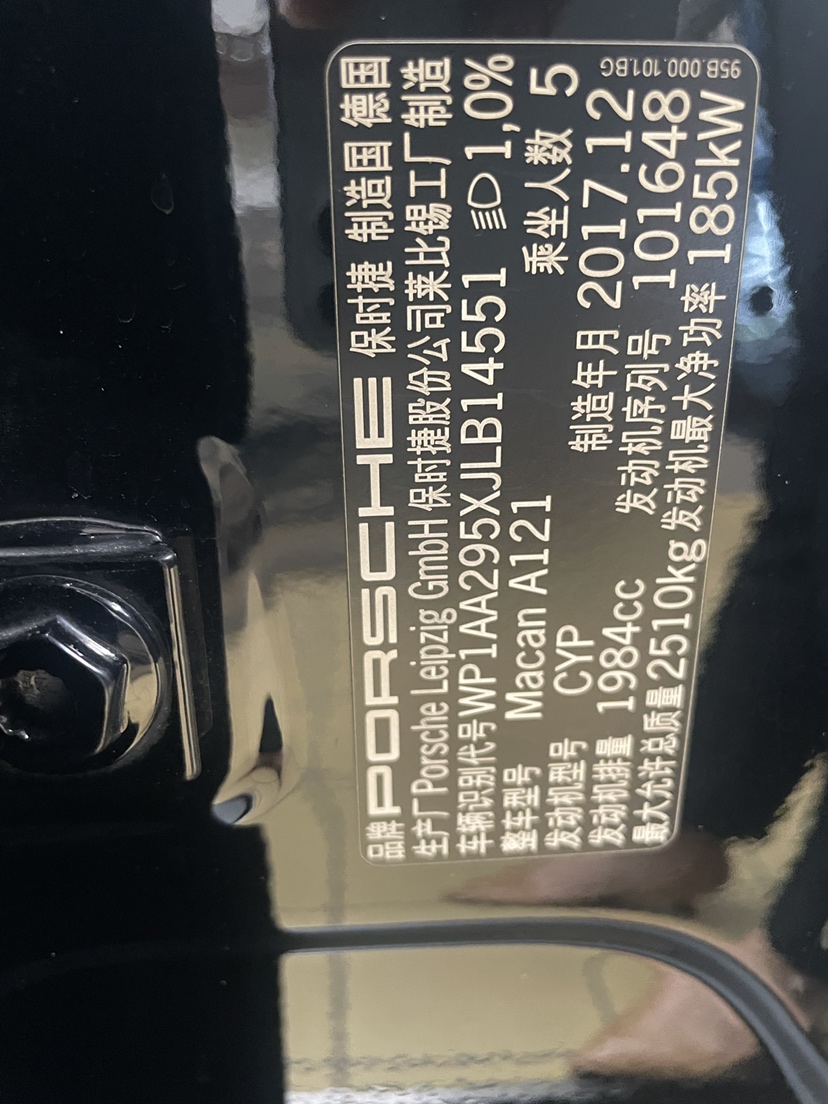 品牌 PORSCHE 保时捷 制造国 德国
生产厂 Porsche Leipzig GmbH 保时捷股份公司莱比锡工厂制造
车辆识别代号 WP1AA295XJLB14551 1,0%
整车型号 Macan A121 乘坐人数 5
发动机型号 CYP 制造年月 2017.12
发动机排量 1984cc 发动机序列号 101648
最大允许总质量 2510kg 发动机最大净功率 185kW
95B.000.101.BG